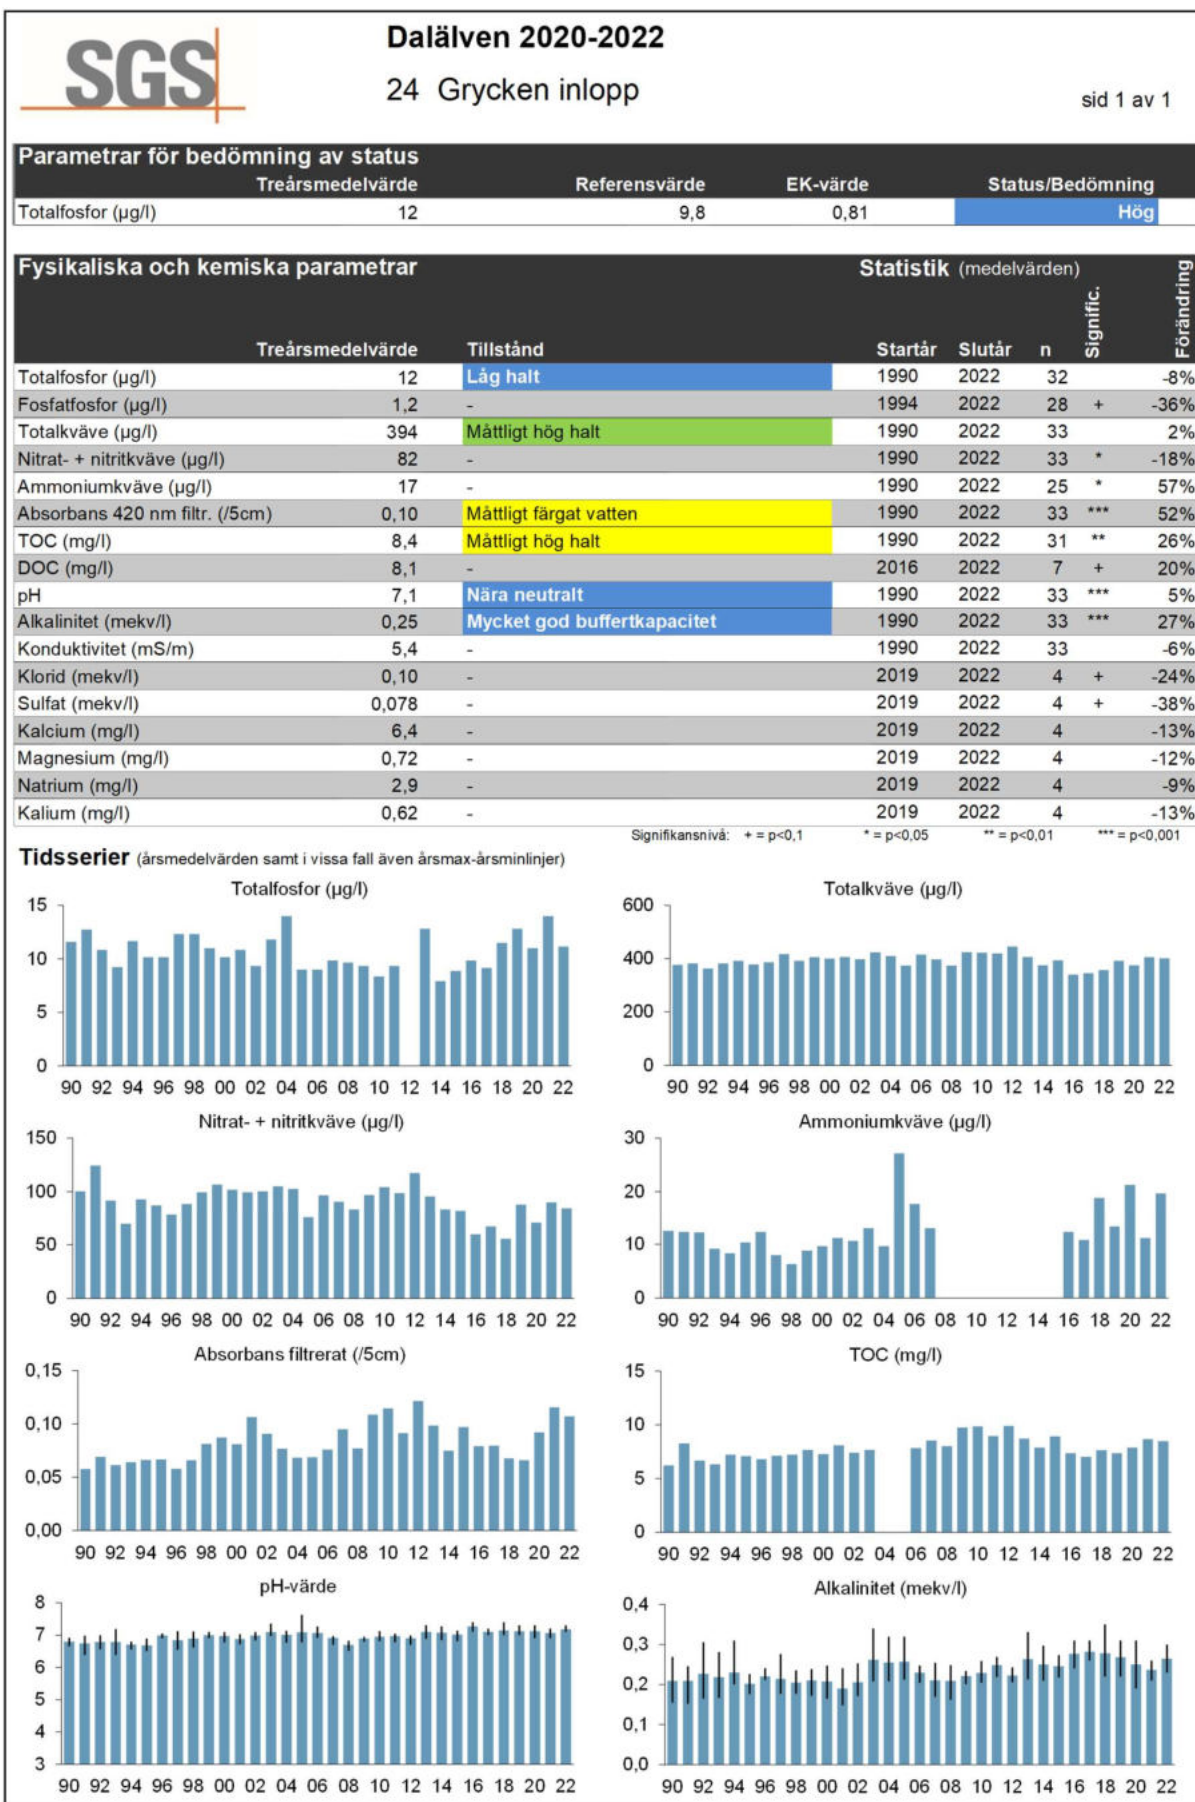 SGS
Dalälven 2020-2022
24 Grycken inlopp
sid 1 av 1
Parametrar för bedömning av status
Treårsmedelvärde Referensvärde EK-värde Status/Bedömning
Totalfosfor (µg/l) 12 9,8 0,81 Hög
Fysikaliska och kemiska parametrar Statistik (medelvärden)
Treårsmedelvärde Tillstånd Startår Slutår n Signific. Förändring
Totalfosfor (µg/l) 12 Låg halt 1990 2022 32 -8%
Fosfatfosfor (µg/l) 1,2 - 1994 2022 28 + -36%
Totalkväve (µg/l) 394 Måttligt hög halt 1990 2022 33 2%
Nitrat- + nitritkväve (µg/l) 82 - 1990 2022 33 * -18%
Ammoniumkväve (µg/l) 17 - 1990 2022 25 * 57%
Absorbans 420 nm filtr. (/5cm) 0,10 Måttligt färgat vatten 1990 2022 33 *** 52%
TOC (mg/l) 8,4 Måttligt hög halt 1990 2022 31 ** 26%
DOC (mg/l) 8,1 - 2016 2022 7 + 20%
pH 7,1 Nära neutralt 1990 2022 33 *** 5%
Alkalinitet (mekv/l) 0,25 Mycket god buffertkapacitet 1990 2022 33 *** 27%
Konduktivitet (mS/m) 5,4 - 1990 2022 33 -6%
Klorid (mekv/l) 0,10 - 2019 2022 4 + -24%
Sulfat (mekv/l) 0,078 - 2019 2022 4 + -38%
Kalcium (mg/l) 6,4 - 2019 2022 4 -13%
Magnesium (mg/l) 0,72 - 2019 2022 4 -12%
Natrium (mg/l) 2,9 - 2019 2022 4 -9%
Kalium (mg/l) 0,62 - 2019 2022 4 -13%
Signifikansnivå: + = p<0,1 * = p<0,05 ** = p<0,01 *** = p<0,001
Tidsserier (årsmedelvärden samt i vissa fall även årsmax-årsminlinjer)
Totalfosfor (µg/l)
15
10
5
0
90 92 94 96 98 00 02 04 06 08 10 12 14 16 18 20 22
Totalkväve (µg/l)
600
400
200
0
90 92 94 96 98 00 02 04 06 08 10 12 14 16 18 20 22
Nitrat- + nitritkväve (µg/l)
150
100
50
0
90 92 94 96 98 00 02 04 06 08 10 12 14 16 18 20 22
Ammoniumkväve (µg/l)
30
20
10
0
90 92 94 96 98 00 02 04 06 08 10 12 14 16 18 20 22
Absorbans filtrerat (/5cm)
0,15
0,10
0,05
0,00
90 92 94 96 98 00 02 04 06 08 10 12 14 16 18 20 22
TOC (mg/l)
15
10
5
0
90 92 94 96 98 00 02 04 06 08 10 12 14 16 18 20 22
pH-värde
8
7
6
5
4
3
90 92 94 96 98 00 02 04 06 08 10 12 14 16 18 20 22
Alkalinitet (mekv/l)
0,4
0,3
0,2
0,1
0,0
90 92 94 96 98 00 02 04 06 08 10 12 14 16 18 20 22